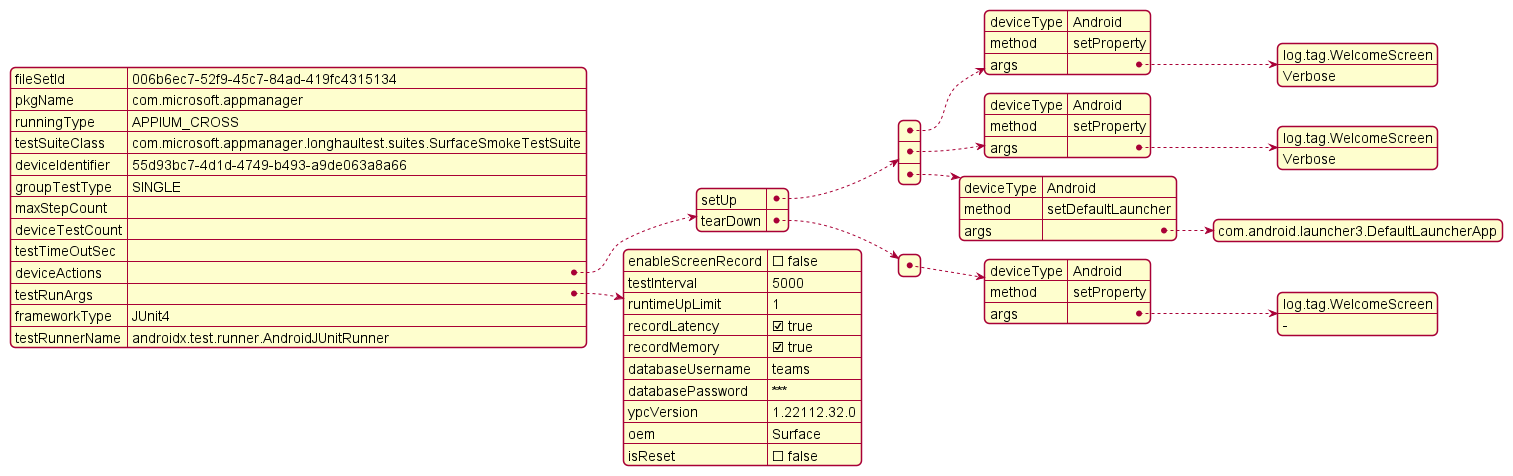 fileSetId 006b6ec7-52f9-45c7-84ad-419fc4315134
pkgName com.microsoft.appmanager
runningType APPIUM_CROSS
testSuiteClass com.microsoft.appmanager.longhaultest.suites.SurfaceSmokeTestSuite
deviceIdentifier 55d93bc7-4d1d-4749-b493-a9de063a8a66
groupTestType SINGLE
maxStepCount
deviceTestCount
testTimeOutSec
deviceActions
testRunArgs
frameworkType JUnit4
testRunnerName androidx.test.runner.AndroidJUnitRunner
setUp
tearDown
enableScreenRecord ☐ false
testInterval 5000
runtimeUpLimit 1
recordLatency ☑ true
recordMemory ☑ true
databaseUsername teams
databasePassword ***
ypcVersion 1.22112.32.0
oem Surface
isReset ☐ false
deviceType Android
method setProperty
args
log.tag.WelcomeScreen
Verbose
deviceType Android
method setProperty
args
log.tag.WelcomeScreen
Verbose
deviceType Android
method setDefaultLauncher
args
com.android.launcher3.DefaultLauncherApp
deviceType Android
method setProperty
args
log.tag.WelcomeScreen
-